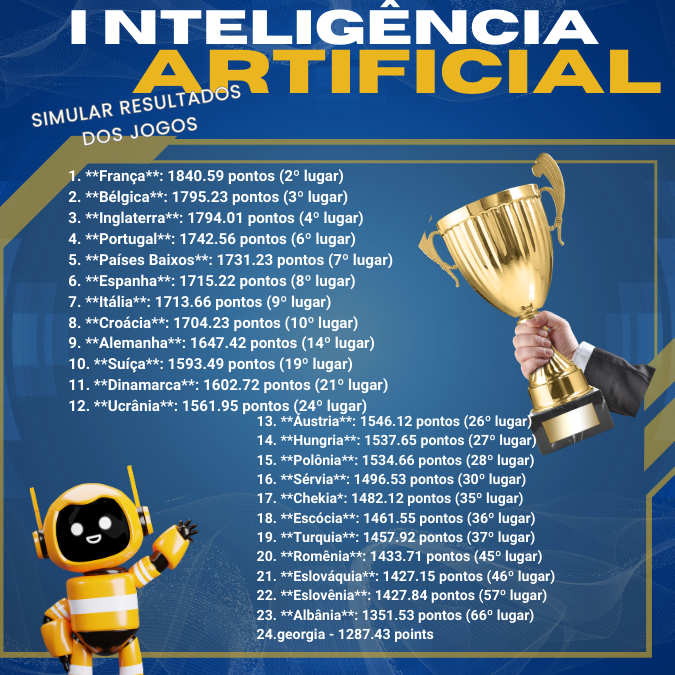 INTELIGÊNCIA
ARTIFICIAL
SIMULAR RESULTADOS
DOS JOGOS
1. **França**: 1840.59 pontos (2º lugar)
2. **Bélgica**: 1795.23 pontos (3º lugar)
3. **Inglaterra**: 1794.01 pontos (4º lugar)
4. **Portugal**: 1742.56 pontos (6º lugar)
5. **Países Baixos**: 1731.23 pontos (7º lugar)
6. **Espanha**: 1715.22 pontos (8º lugar)
7. **Itália**: 1713.66 pontos (9º lugar)
8. **Croácia**: 1704.23 pontos (10º lugar)
9. **Alemanha**: 1647.42 pontos (14º lugar)
10. **Suíça**: 1593.49 pontos (19º lugar)
11. **Dinamarca**: 1602.72 pontos (21º lugar)
12. **Ucrânia**: 1561.95 pontos (24º lugar)
13. **Áustria**: 1546.12 pontos (26º lugar)
14. **Hungria**: 1537.65 pontos (27º lugar)
15. **Polônia**: 1534.66 pontos (28º lugar)
16. **Sérvia**: 1496.53 pontos (30º lugar)
17. **Chekia*: 1482.12 pontos (35º lugar)
18. **Escócia**: 1461.55 pontos (36º lugar)
19. **Turquia**: 1457.92 pontos (37º lugar)
20. **Romênia**: 1433.71 pontos (45º lugar)
21. **Eslováquia**: 1427.15 pontos (46º lugar)
22. **Eslovênia**: 1427.84 pontos (57º lugar)
23. **Albânia**: 1351.53 pontos (66º lugar)
24.georgia - 1287.43 points